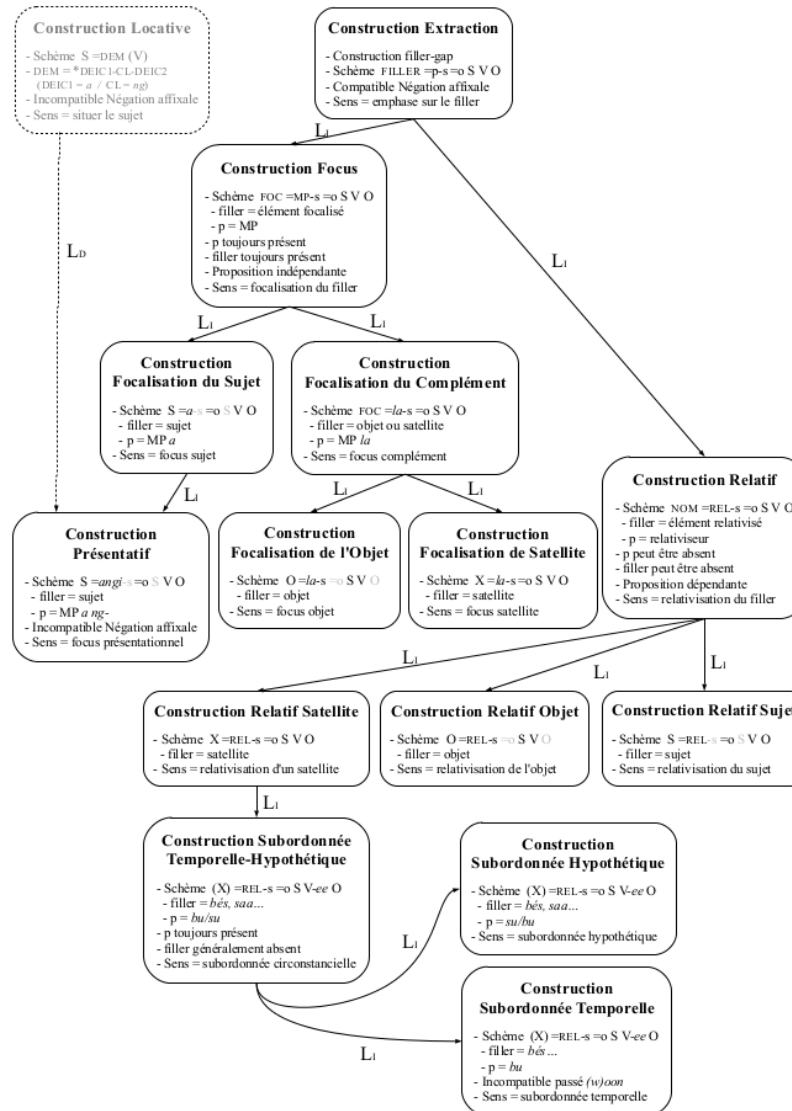 Construction Locative
- Schème S =DEM (V)
- DEM = *DEIC1-CL-DEIC2
(DEIC1 = a / CL = ng)
- Incompatible Négation affixale
- Sens = situer le sujet
Construction Extraction
- Construction filler-gap
- Schème FILLER =p-s =o S V O
- Compatible Négation affixale
- Sens = emphase sur le filler
LI
Construction Focus
- Schème FOC =MP-s =o S V O
- filler = élément focalisé
- p = MP
- p toujours présent
- filler toujours présent
- Proposition indépendante
- Sens = focalisation du filler
LD
LI
LI
LI
Construction
Focalisation du Sujet
- Schème S =a-s =o S V O
- filler = sujet
- p = MP a
- Sens = focus sujet
Construction
Focalisation du Complément
- Schème FOC =la-s =o S V O
- filler = objet ou satellite
- p = MP la
- Sens = focus complément
LI
LI
LI
Construction
Présentatif
- Schème S =angi-s =o S V O
- filler = sujet
- p = MP a ng-
- Incompatible Négation affixale
- Sens = focus présentationnel
Construction
Focalisation de l'Objet
- Schème O =la-s =o S V O
- filler = objet
- Sens = focus objet
Construction
Focalisation de Satellite
- Schème X =la-s =o S V O
- filler = satellite
- Sens = focus satellite
Construction Relatif
- Schème NOM =REL-s =o S V O
- filler = élément relativisé
- p = relativiseur
- p peut être absent
- filler peut être absent
- Proposition dépendante
- Sens = relativisation du filler
LI
LI
LI
Construction Relatif Satellite
- Schème X =REL-s =o S V O
- filler = satellite
- Sens = relativisation d'un satellite
Construction Relatif Objet
- Schème O =REL-s =o S V O
- filler = objet
- Sens = relativisation de l'objet
Construction Relatif Sujet
- Schème S =REL-s =o S V O
- filler = sujet
- Sens = relativisation du sujet
LI
Construction Subordonnée
Temporelle-Hypothétique
- Schème (X) =REL-s =o S V-ee O
- filler = bés, saa...
- p = bu/su
- p toujours présent
- filler généralement absent
- Sens = subordonnée circonstancielle
LI
Construction
Subordonnée Hypothétique
- Schème (X) =REL-s =o S V-ee O
- filler = bés, saa...
- p = su/bu
- Sens = subordonnée hypothétique
LI
Construction
Subordonnée Temporelle
- Schème (X) =REL-s =o S V-ee O
- filler = bés ...
- p = bu
- Incompatible passé (w)oon
- Sens = subordonnée temporelle